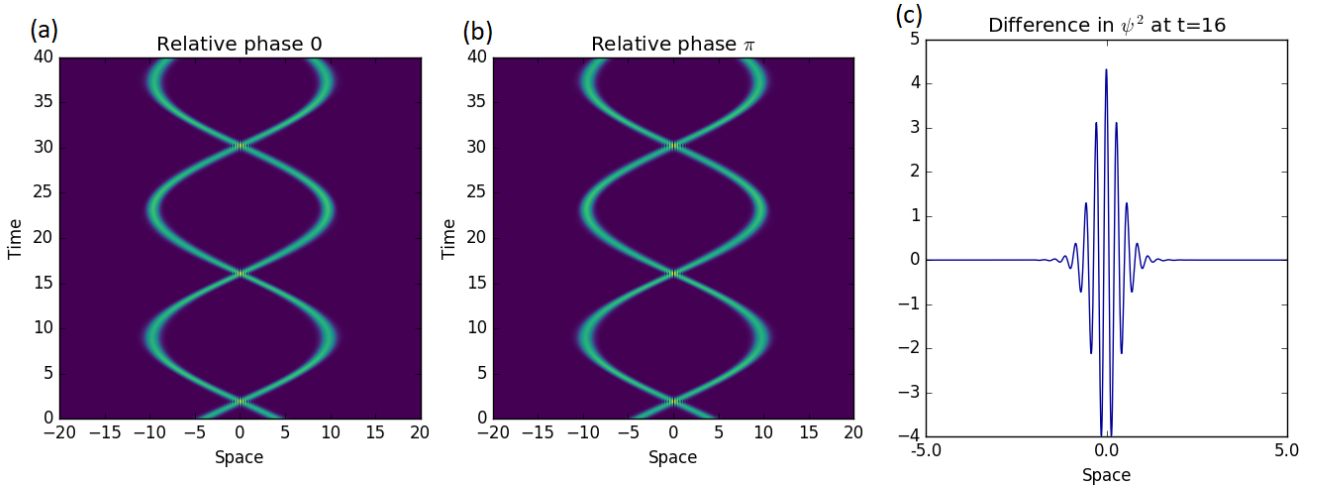 (a)
Relative phase 0
40
35
30
25
20
15
10
5
0
−20 −15 −10 −5 0 5 10 15 20
Time
Space
(b)
Relative phase π
40
35
30
25
20
15
10
5
0
−20 −15 −10 −5 0 5 10 15 20
Time
Space
(c)
Difference in ψ² at t=16
5
4
3
2
1
0
−1
−2
−3
−4
-5.0 0.0 5.0
Space